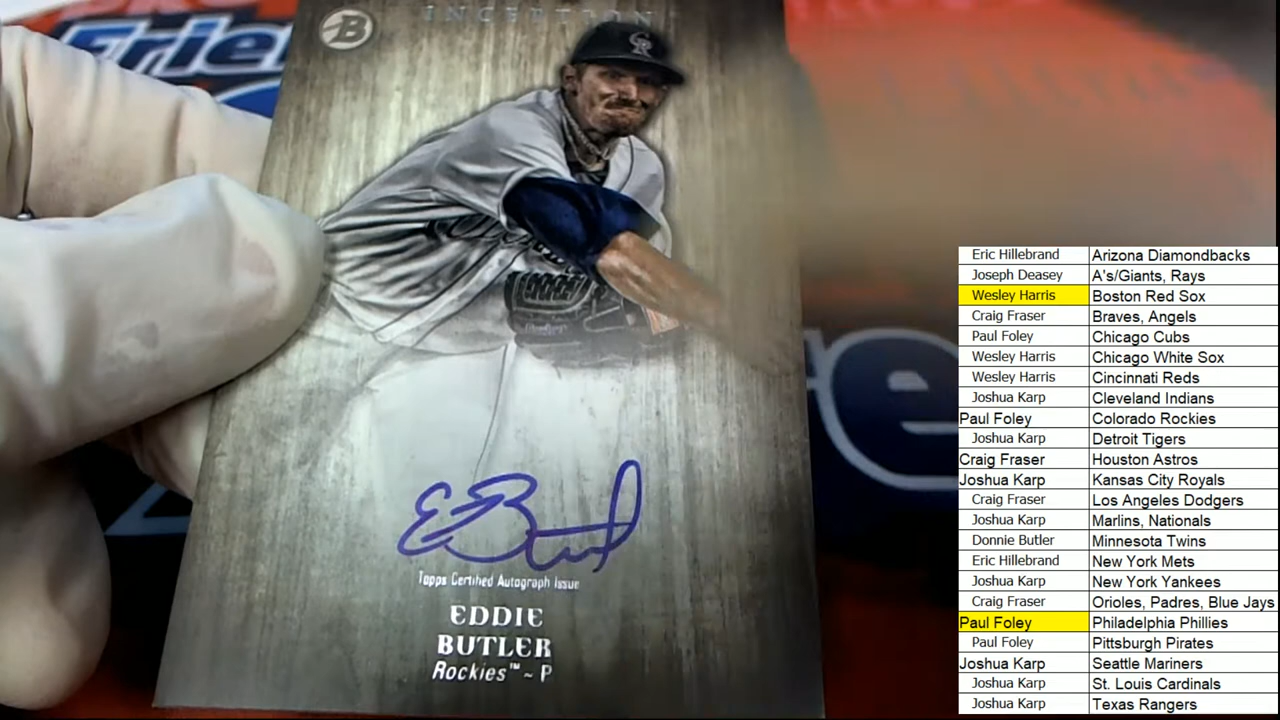 INCEPTION
B
CR
Frie
re
EBut
Topps Certified Autograph Issue
EDDIE
BUTLER
Rockies™ ~ P
Eric Hillebrand Arizona Diamondbacks
Joseph Deasey A's/Giants, Rays
Wesley Harris Boston Red Sox
Craig Fraser Braves, Angels
Paul Foley Chicago Cubs
Wesley Harris Chicago White Sox
Wesley Harris Cincinnati Reds
Joshua Karp Cleveland Indians
Paul Foley Colorado Rockies
Joshua Karp Detroit Tigers
Craig Fraser Houston Astros
Joshua Karp Kansas City Royals
Craig Fraser Los Angeles Dodgers
Joshua Karp Marlins, Nationals
Donnie Butler Minnesota Twins
Eric Hillebrand New York Mets
Joshua Karp New York Yankees
Craig Fraser Orioles, Padres, Blue Jays
Paul Foley Philadelphia Phillies
Paul Foley Pittsburgh Pirates
Joshua Karp Seattle Mariners
Joshua Karp St. Louis Cardinals
Joshua Karp Texas Rangers